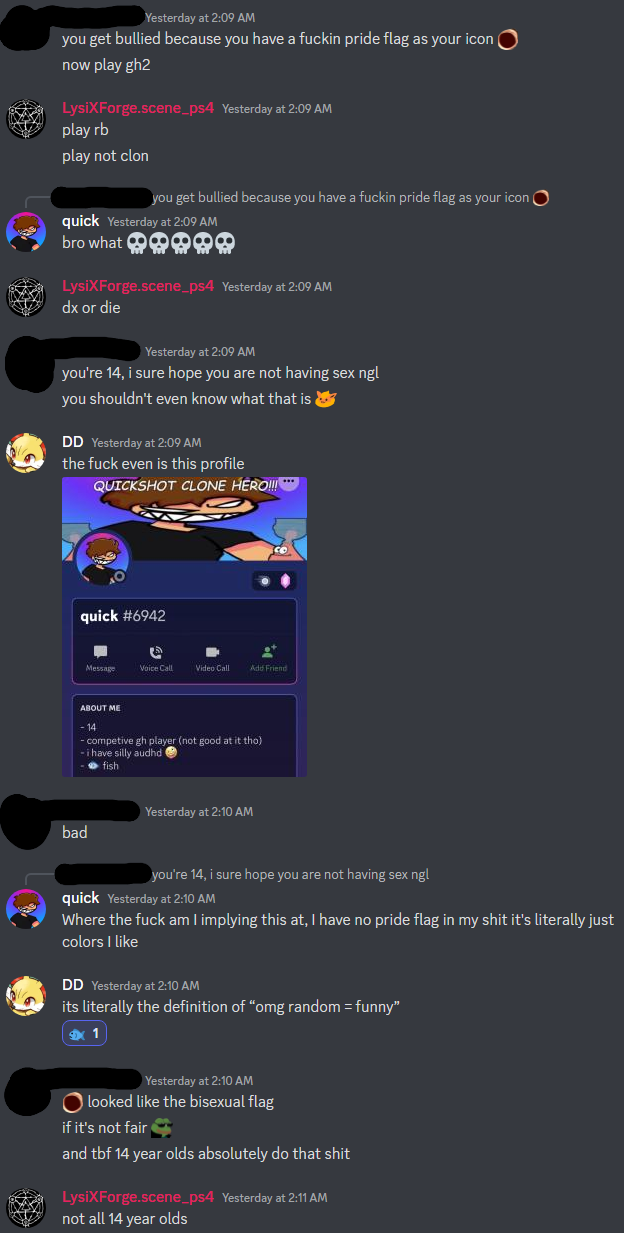 Yesterday at 2:09 AM
you get bullied because you have a fuckin pride flag as your icon
now play gh2
LysiXForge.scene_ps4 Yesterday at 2:09 AM
play rb
play not clon
you get bullied because you have a fuckin pride flag as your icon
quick Yesterday at 2:09 AM
bro what 💀💀💀💀💀
LysiXForge.scene_ps4 Yesterday at 2:09 AM
dx or die
Yesterday at 2:09 AM
you're 14, i sure hope you are not having sex ngl
you shouldn't even know what that is
DD Yesterday at 2:09 AM
the fuck even is this profile
QUICKSHOT CLONE HERO!!!
quick #6942
Message Voice Call Video Call Add Friend
ABOUT ME
- 14
- competive gh player (not good at it tho)
- i have silly audhd 🤪
- 🐟 fish
Yesterday at 2:10 AM
bad
you're 14, i sure hope you are not having sex ngl
quick Yesterday at 2:10 AM
Where the fuck am I implying this at, I have no pride flag in my shit it's literally just
colors I like
DD Yesterday at 2:10 AM
its literally the definition of “omg random = funny”
🐟 1
Yesterday at 2:10 AM
looked like the bisexual flag
if it's not fair
and tbf 14 year olds absolutely do that shit
LysiXForge.scene_ps4 Yesterday at 2:11 AM
not all 14 year olds